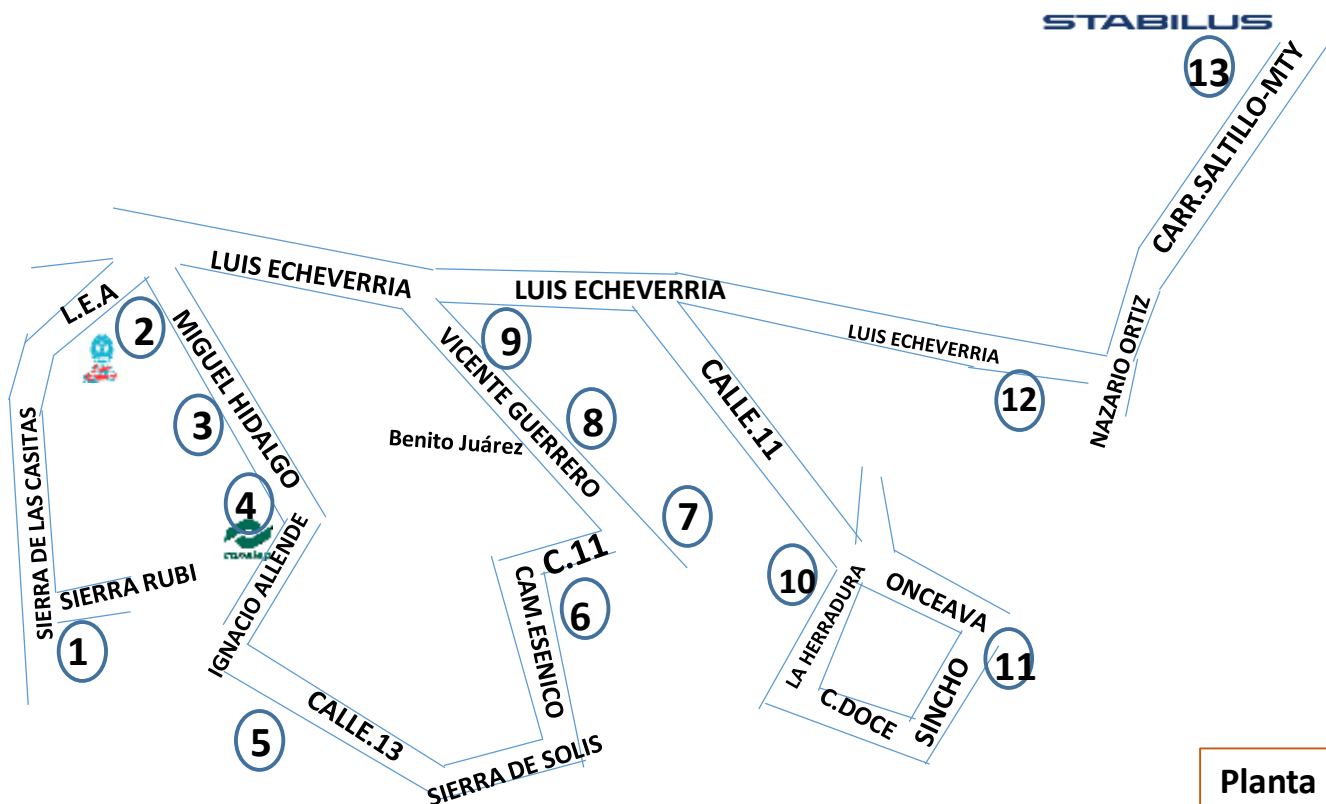 STABILUS
13
CARR.SALTILLO-MTY
LUIS ECHEVERRIA
LUIS ECHEVERRIA
LUIS ECHEVERRIA
L.E.A
2
MIGUEL HIDALGO
9
VICENTE GUERRERO
CALLE.11
NAZARIO ORTIZ
12
3
8
Benito Juárez
SIERRA DE LAS CASITAS
4
7
IGNACIO ALLENDE
C.11
10
LA HERRADURA
ONCEAVA
SIERRA RUBI
CAM.ESENICO
6
1
11
SINCHO
C.DOCE
5
CALLE.13
SIERRA DE SOLIS
Planta